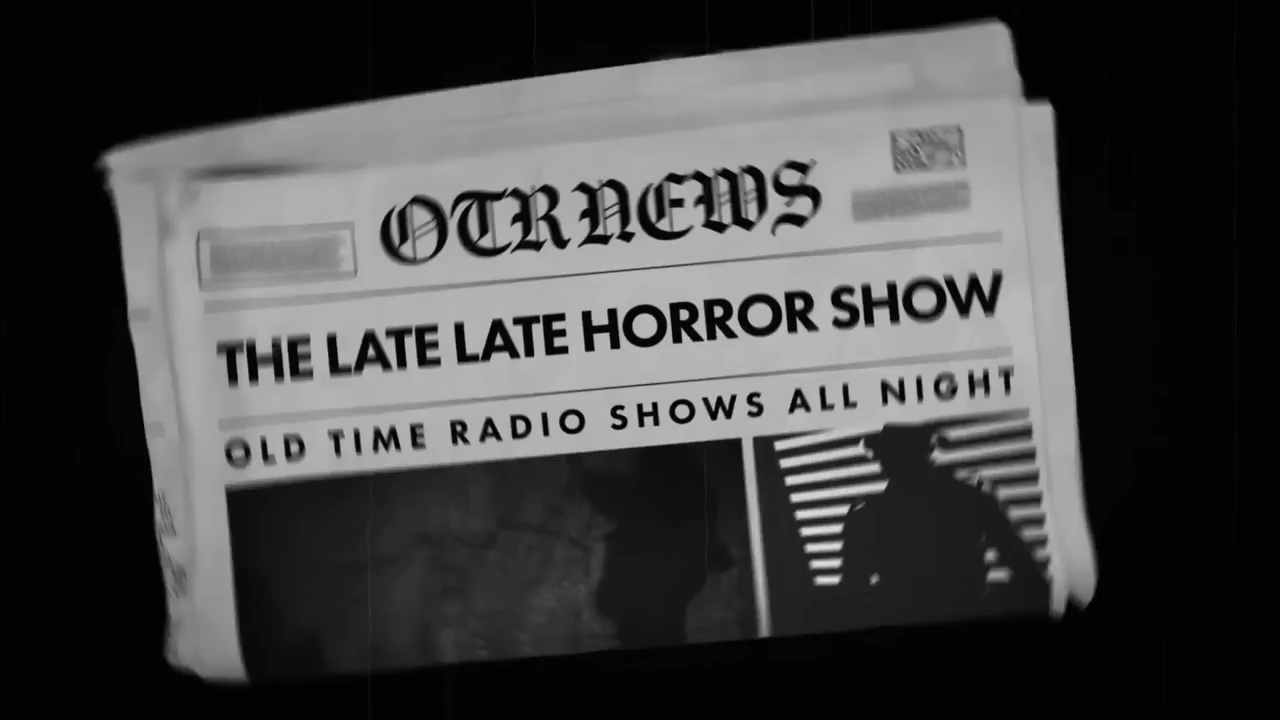 OTRNEWS
THE LATE LATE HORROR SHOW
OLD TIME RADIO SHOWS ALL NIGHT